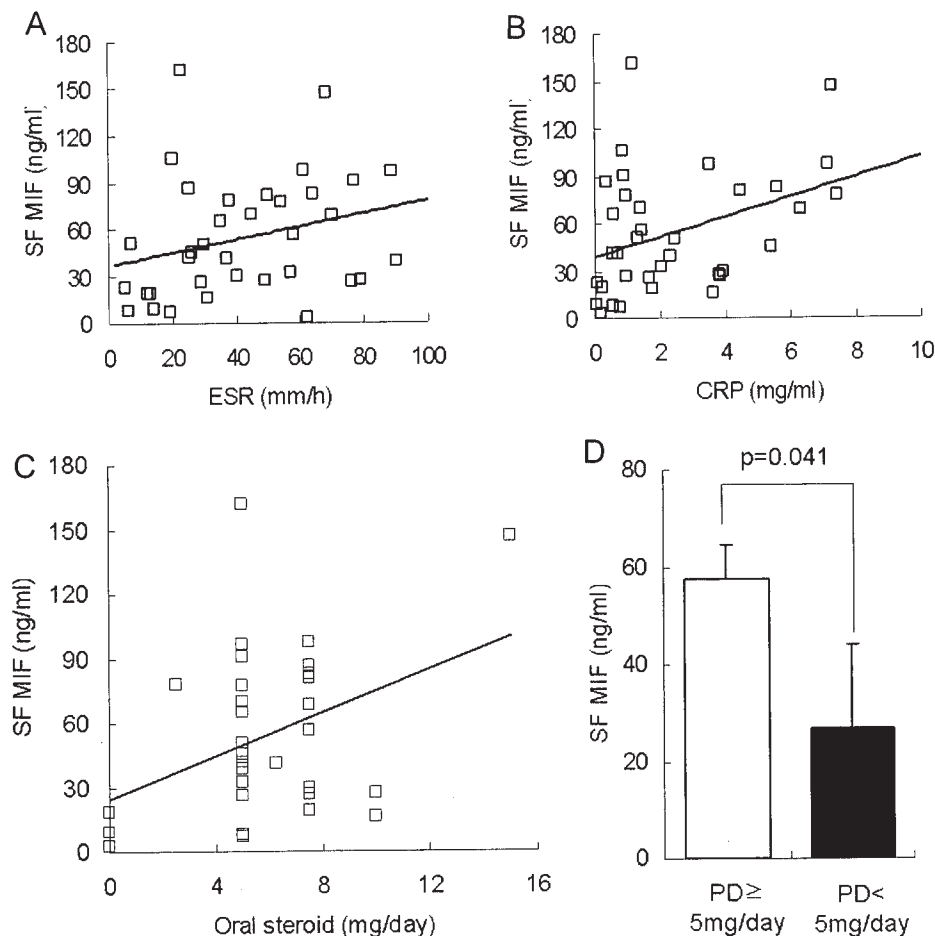 A
180
150
120
90
60
30
0
SF MIF (ng/ml)
0 20 40 60 80 100
ESR (mm/h)
B
180
150
120
90
60
30
0
SF MIF (ng/ml)
0 2 4 6 8 10
CRP (mg/ml)
C
180
150
120
90
60
30
0
SF MIF (ng/ml)
0 4 8 12 16
Oral steroid (mg/day)
D
p=0.041
80
60
40
20
0
SF MIF (ng/ml)
PD≥ PD<
5mg/day 5mg/day